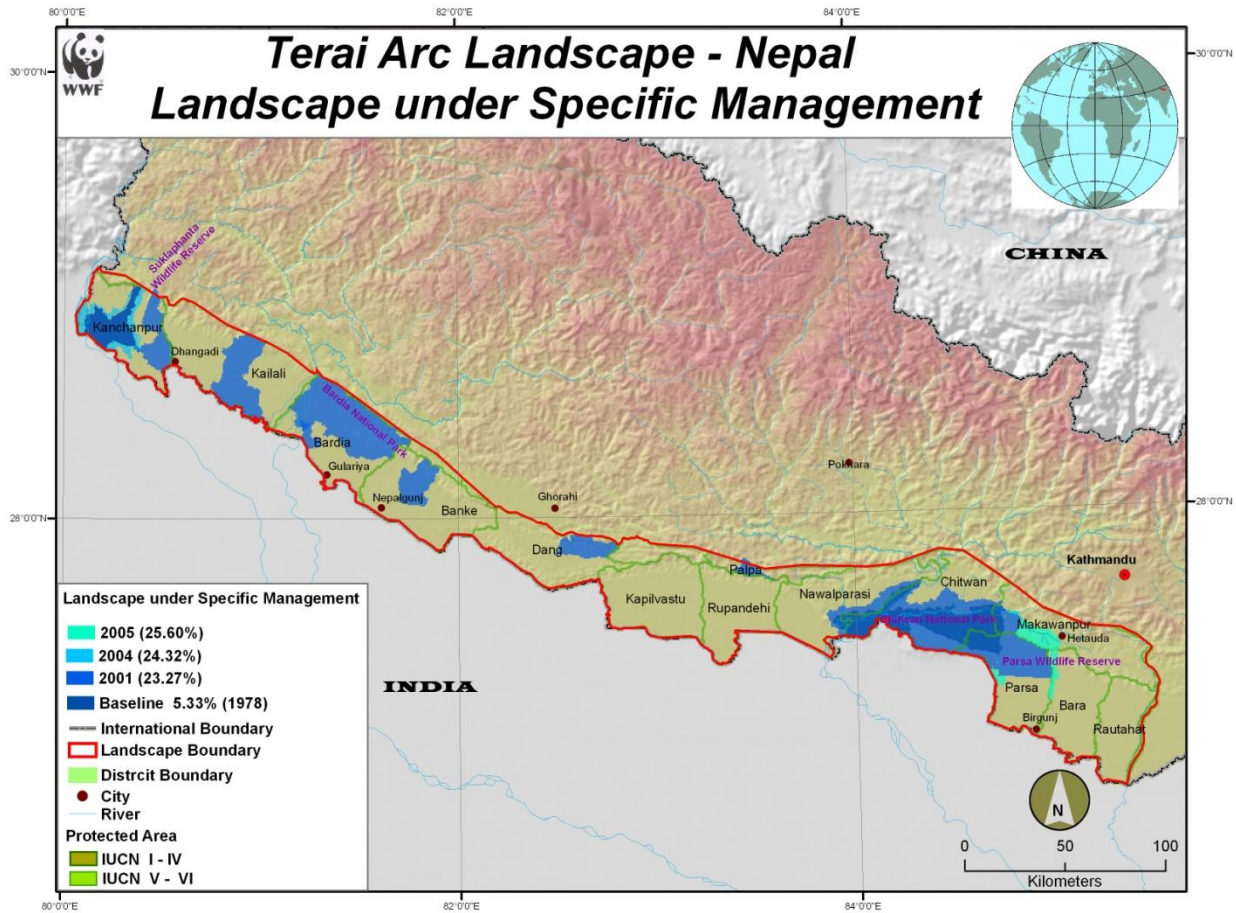 80°0'0"E
82°0'0"E
84°0'0"E
Terai Arc Landscape - Nepal
Landscape under Specific Management
WWF
30°0'0"N
30°0'0"N
CHINA
Suklaphanta
Wildlife Reserve
Kanchanpur
Dhangadi
Kailali
Bardia National Park
Bardia
Gulariya
Nepalgunj
Banke
Ghorahi
Pokhara
28°0'0"N
28°0'0"N
Dang
Palpa
Kapilvastu
Rupandehi
Nawalparasi
Chitwan
Kathmandu
Chitwan National Park
Makawanpur
Hetauda
Parsa Wildlife Reserve
Parsa
Bara
Birgunj
Rautahat
INDIA
Landscape under Specific Management
2005 (25.60%)
2004 (24.32%)
2001 (23.27%)
Baseline 5.33% (1978)
International Boundary
Landscape Boundary
Distrcit Boundary
City
River
Protected Area
IUCN I - IV
IUCN V - VI
N
0 50 100
Kilometers
80°0'0"E
82°0'0"E
84°0'0"E